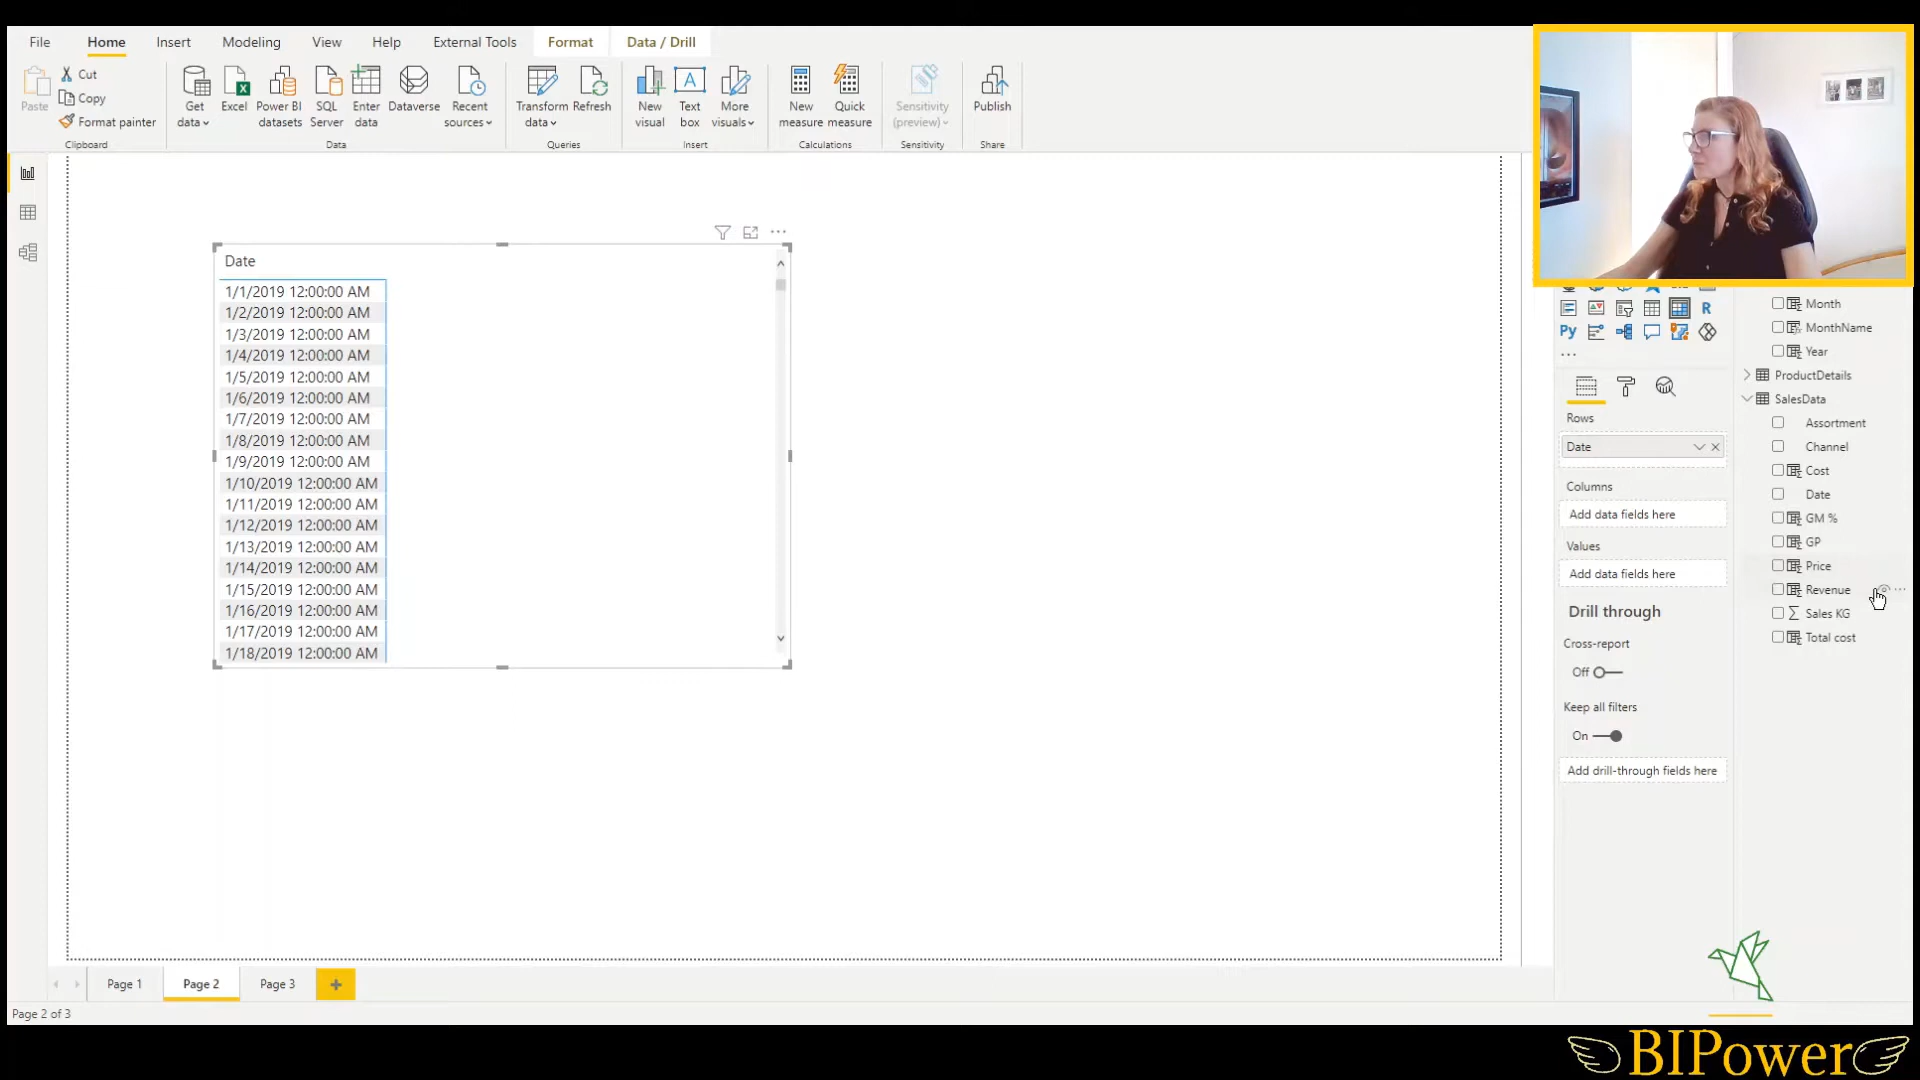 File Home Insert Modeling View Help External Tools Format Data / Drill
Paste
Cut
Copy
Format painter
Clipboard
Get data
Excel
Power BI datasets
SQL Server
Enter data
Dataverse
Recent sources
Data
Transform data
Refresh
Queries
New visual
Text box
More visuals
Insert
New measure
Quick measure
Calculations
Sensitivity (preview)
Sensitivity
Publish
Share
Date
1/1/2019 12:00:00 AM
1/2/2019 12:00:00 AM
1/3/2019 12:00:00 AM
1/4/2019 12:00:00 AM
1/5/2019 12:00:00 AM
1/6/2019 12:00:00 AM
1/7/2019 12:00:00 AM
1/8/2019 12:00:00 AM
1/9/2019 12:00:00 AM
1/10/2019 12:00:00 AM
1/11/2019 12:00:00 AM
1/12/2019 12:00:00 AM
1/13/2019 12:00:00 AM
1/14/2019 12:00:00 AM
1/15/2019 12:00:00 AM
1/16/2019 12:00:00 AM
1/17/2019 12:00:00 AM
1/18/2019 12:00:00 AM
R
Py
Rows
Date
Columns
Add data fields here
Values
Add data fields here
Drill through
Cross-report
Off
Keep all filters
On
Add drill-through fields here
Month
MonthName
Year
ProductDetails
SalesData
Assortment
Channel
Cost
Date
GM %
GP
Price
Revenue
Sales KG
Total cost
Page 1
Page 2
Page 3
Page 2 of 3
BIPower